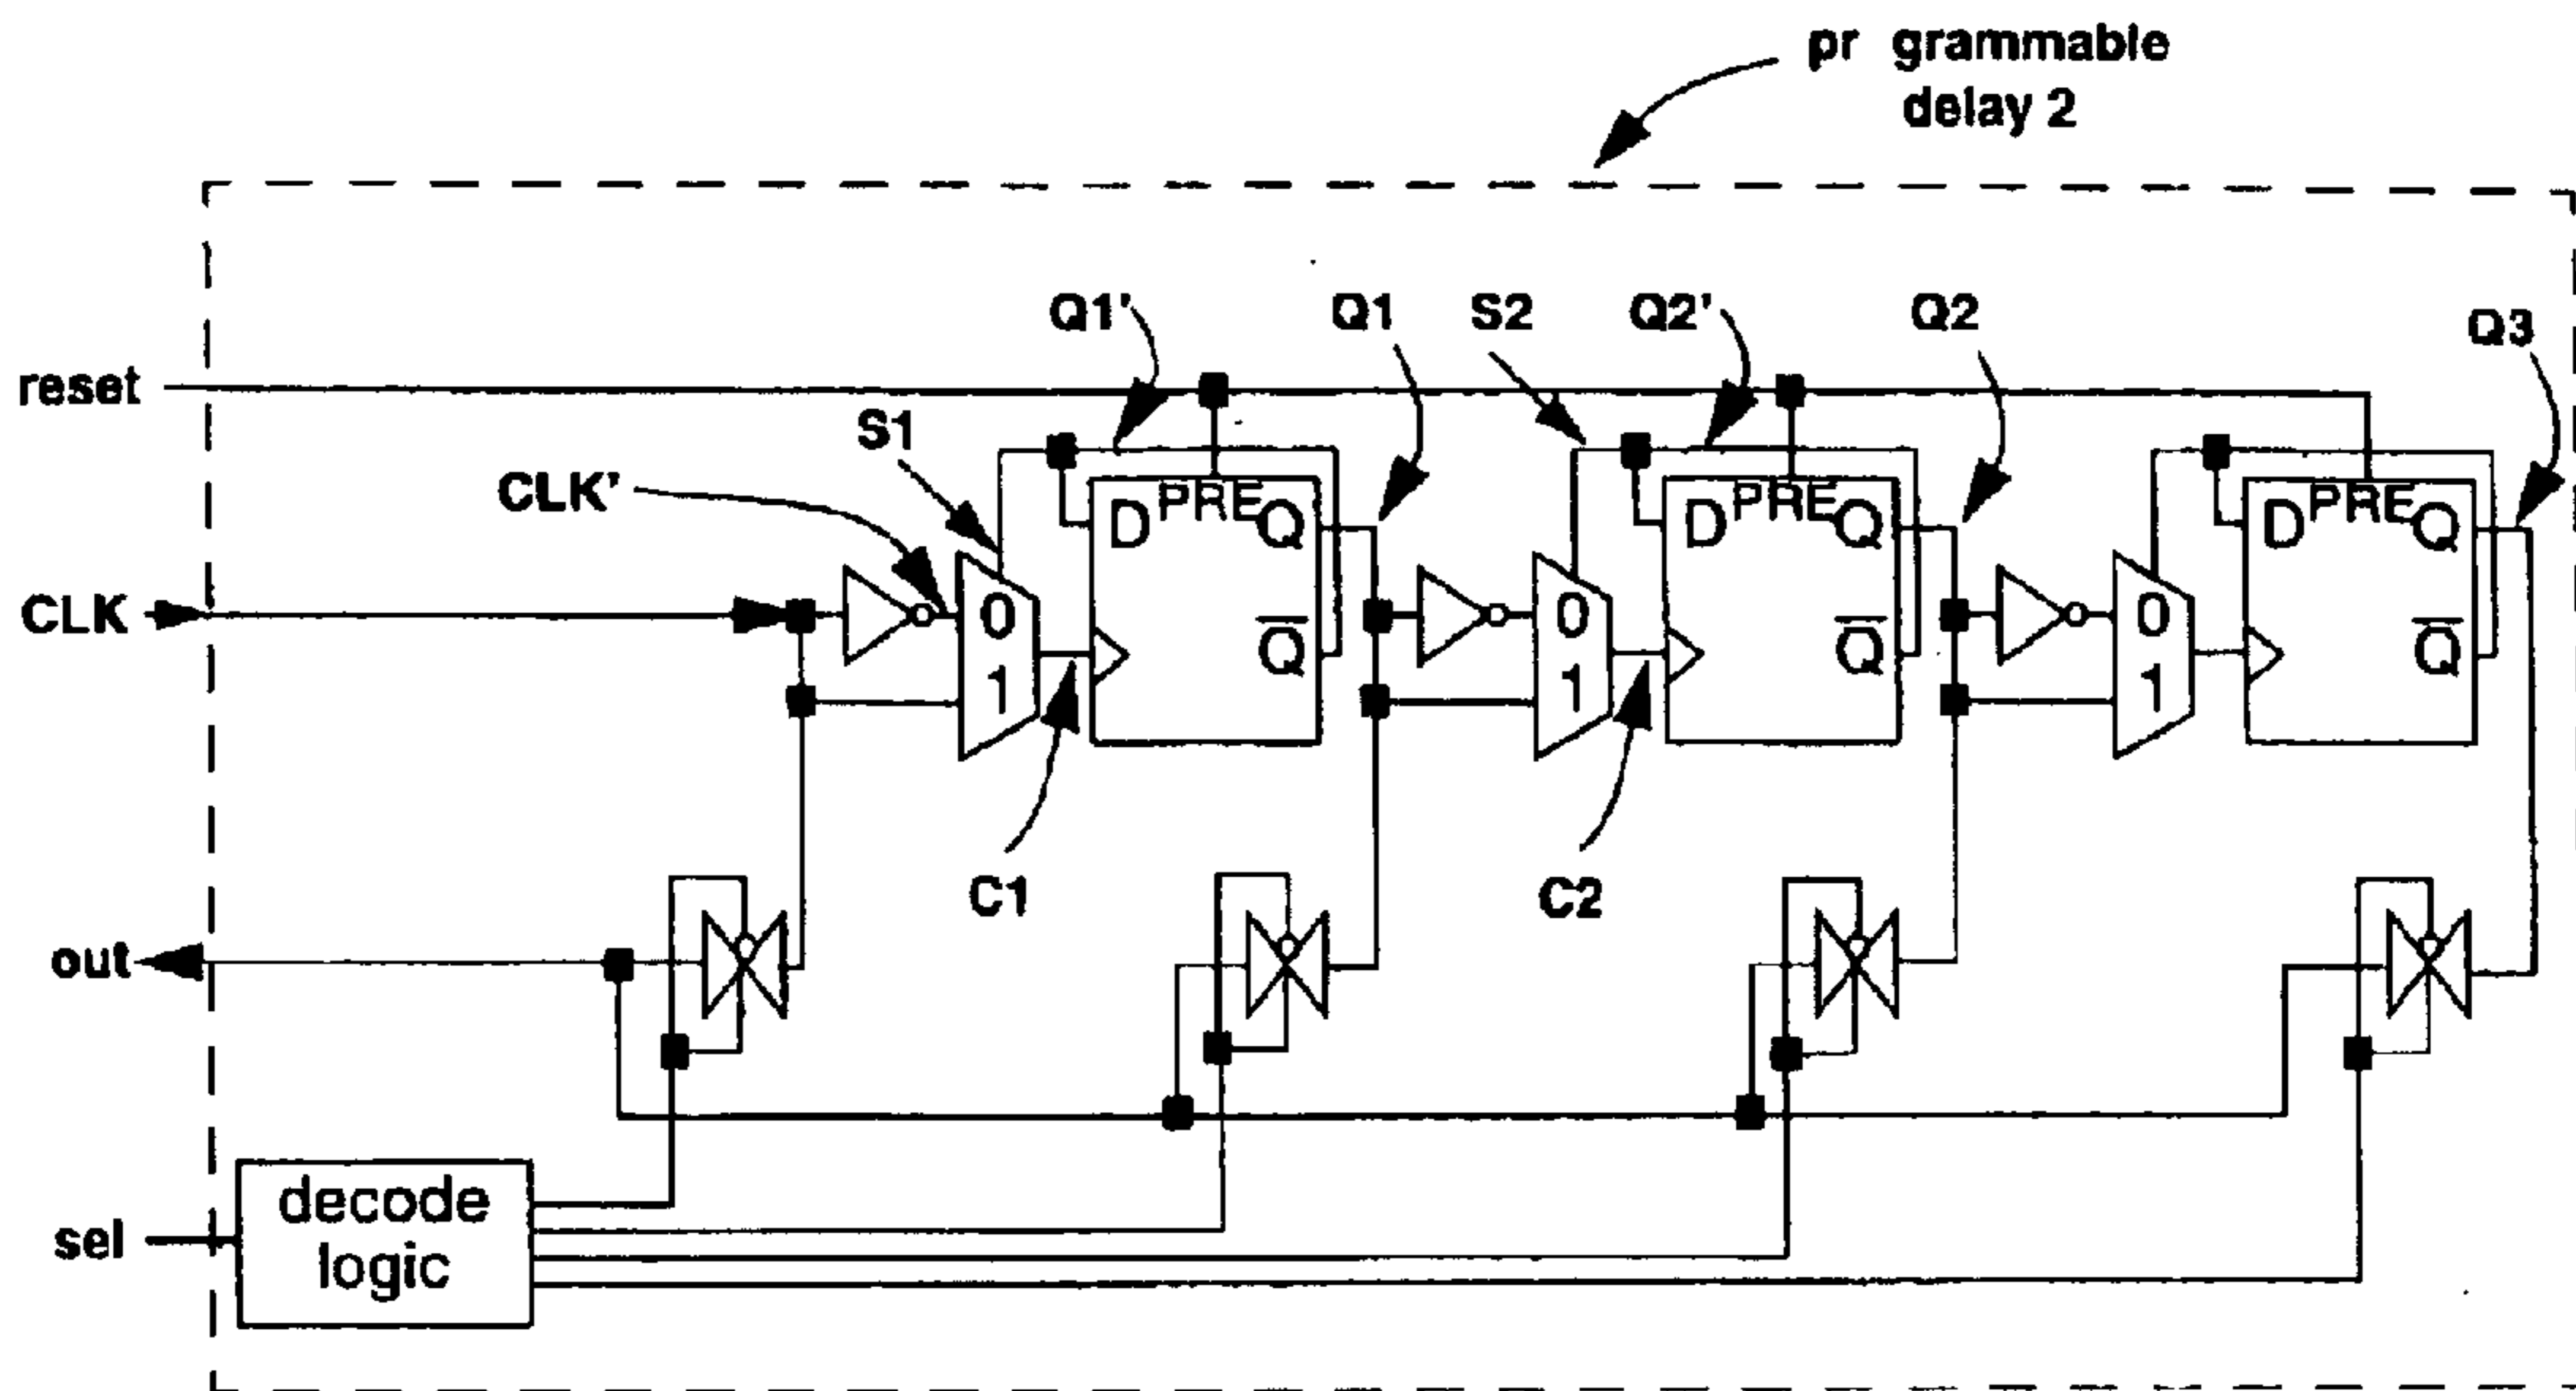 pr grammable
delay 2
Q1'
Q1
S2
Q2'
Q2
Q3
reset
S1
CLK'
D PRE Q
D PRE Q
D PRE Q
CLK
0
0
0
Q̅
Q̅
Q̅
1
1
1
C1
C2
out
decode
logic
sel